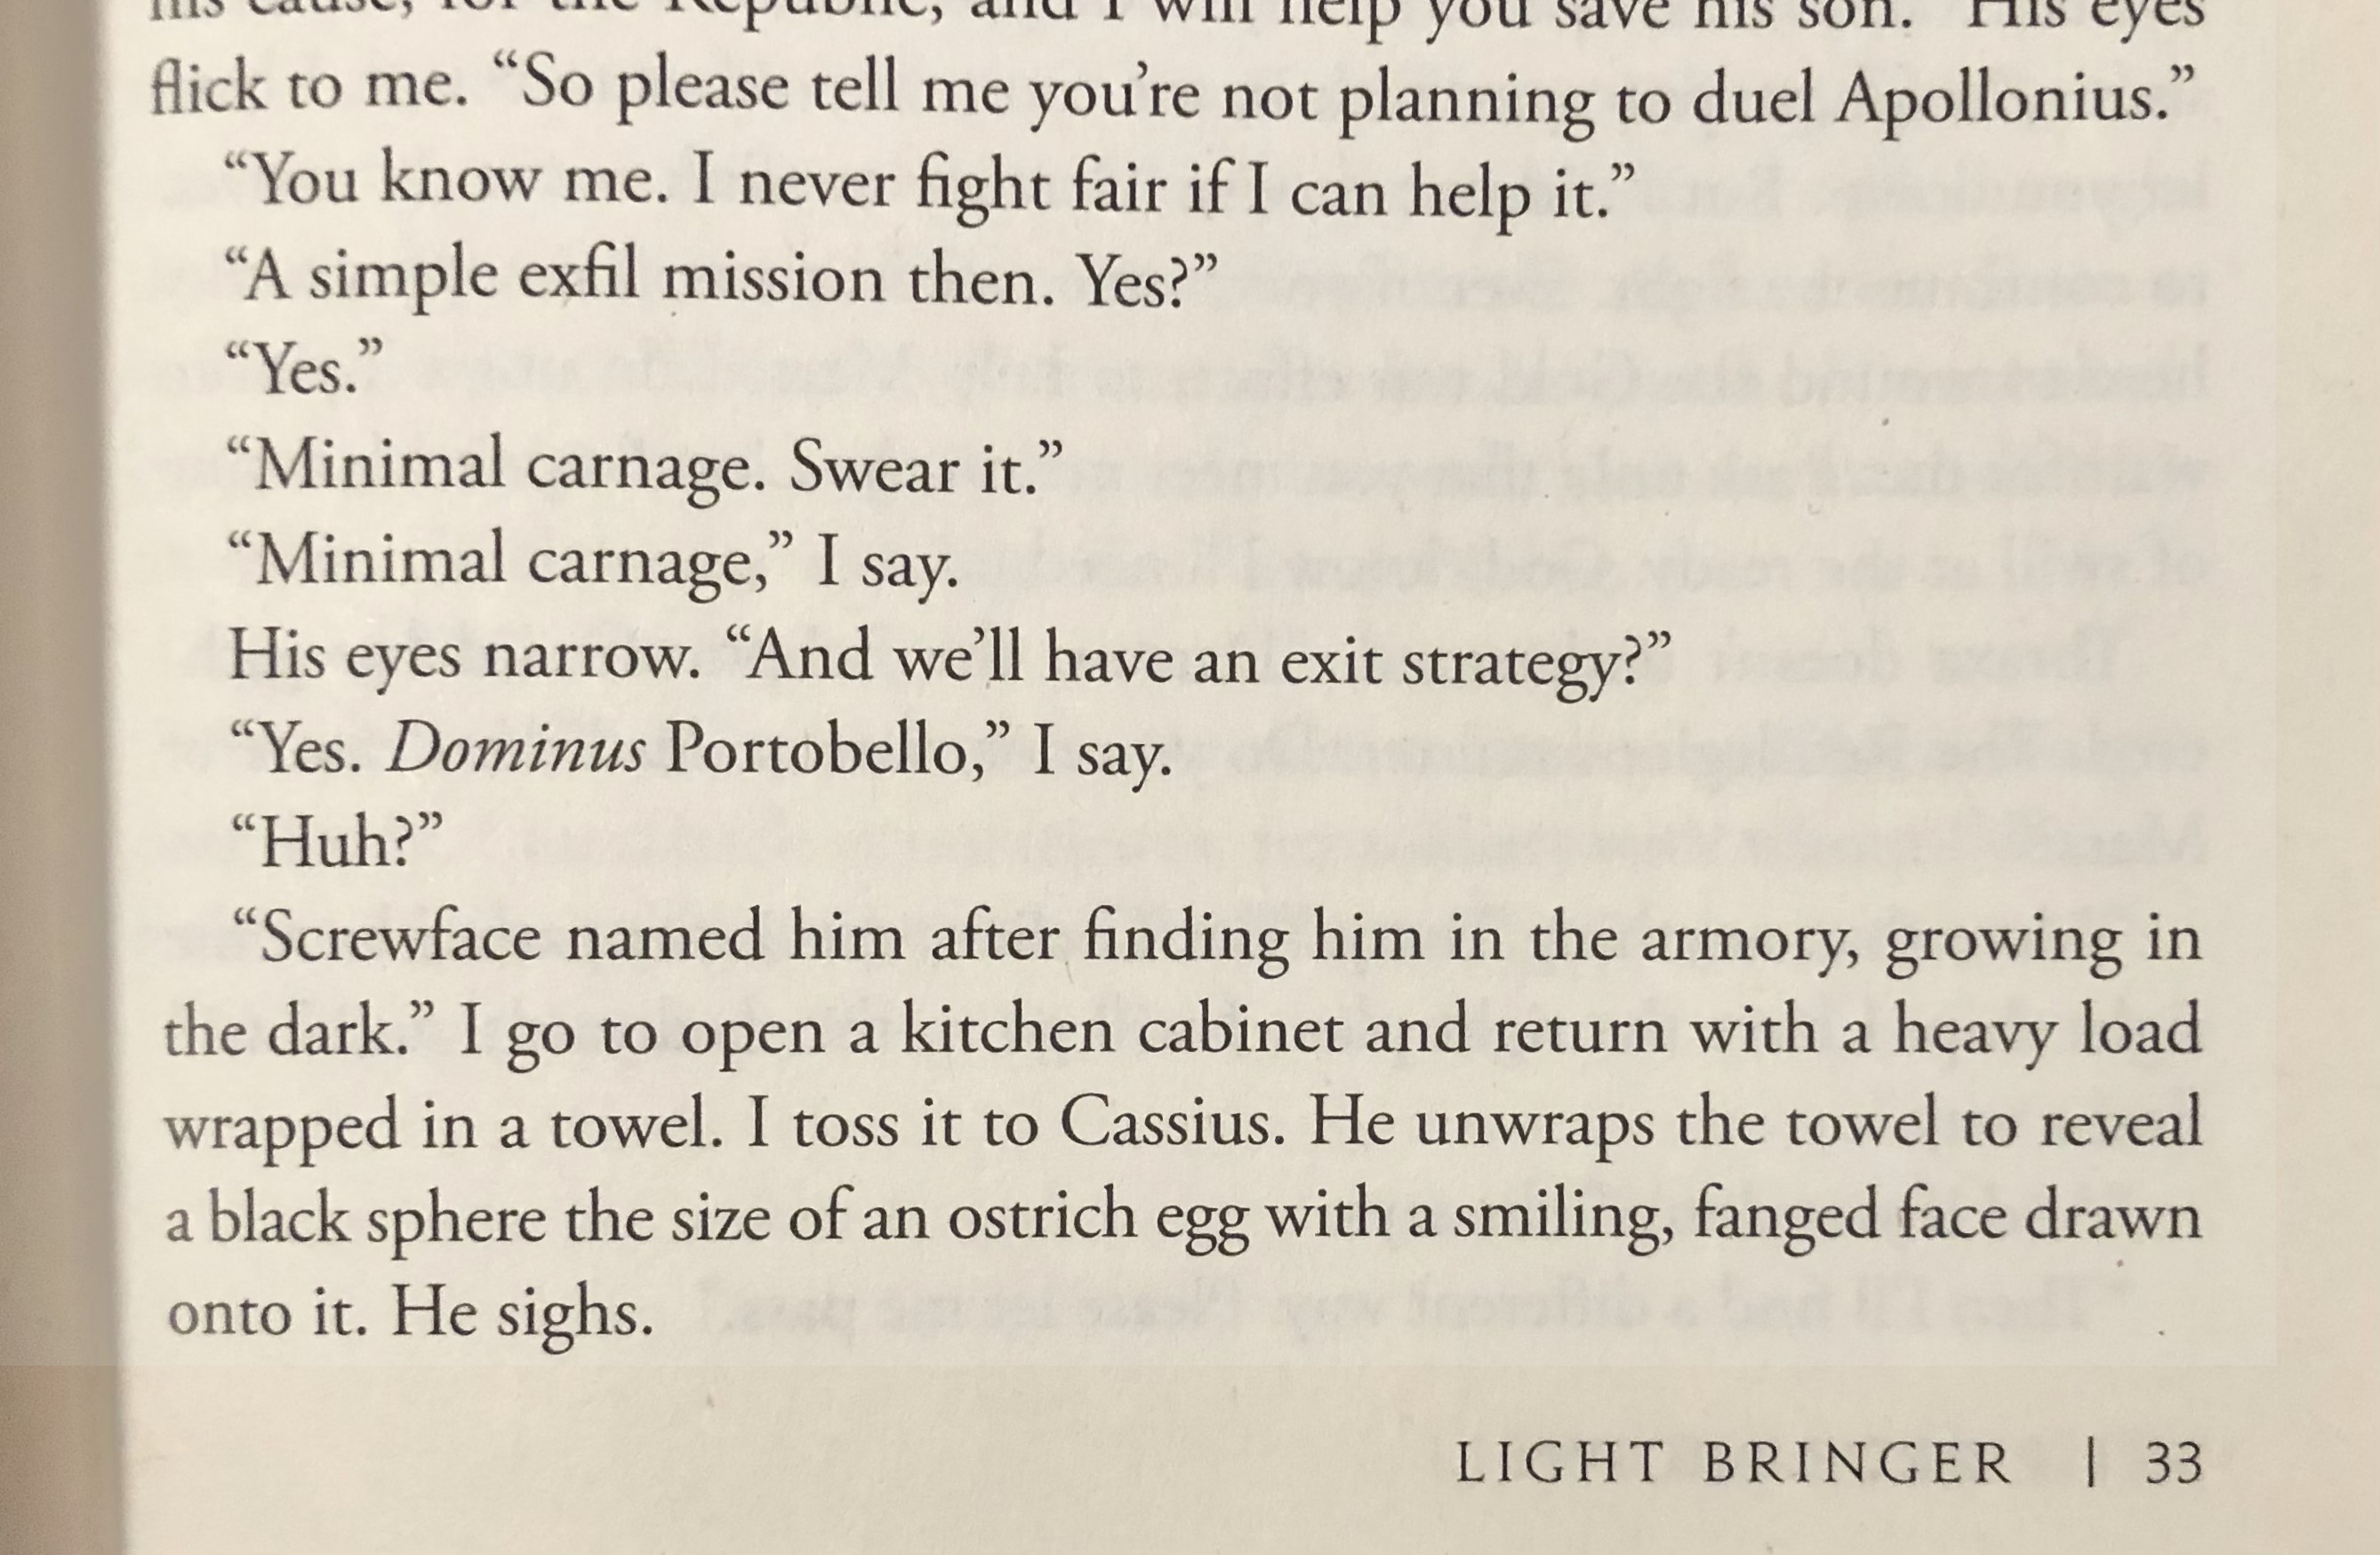 his cause, for the Republic, and I will help you save his son.” His eyes
flick to me. “So please tell me you’re not planning to duel Apollonius.”
“You know me. I never fight fair if I can help it.”
“A simple exfil mission then. Yes?”
“Yes.”
“Minimal carnage. Swear it.”
“Minimal carnage,” I say.
His eyes narrow. “And we’ll have an exit strategy?”
“Yes. Dominus Portobello,” I say.
“Huh?”
“Screwface named him after finding him in the armory, growing in
the dark.” I go to open a kitchen cabinet and return with a heavy load
wrapped in a towel. I toss it to Cassius. He unwraps the towel to reveal
a black sphere the size of an ostrich egg with a smiling, fanged face drawn
onto it. He sighs.
LIGHT BRINGER | 33